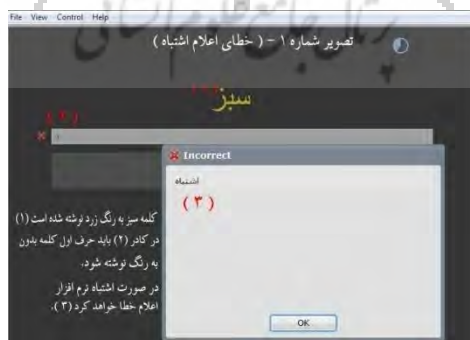 File View Control Help
تصویر شماره ۱ – ( خطای اعلام اشتباه )
سبز
( ۲ )
Incorrect
اشتباه
( ۳ )
کلمه سبز به رنگ زرد نوشته شده است (۱)
در کادر (۲) باید حرف اول کلمه بدون
به رنگ نوشته شود.
در صورت اشتباه نرم افزار
اعلام خطا خواهد کرد (۳).
OK